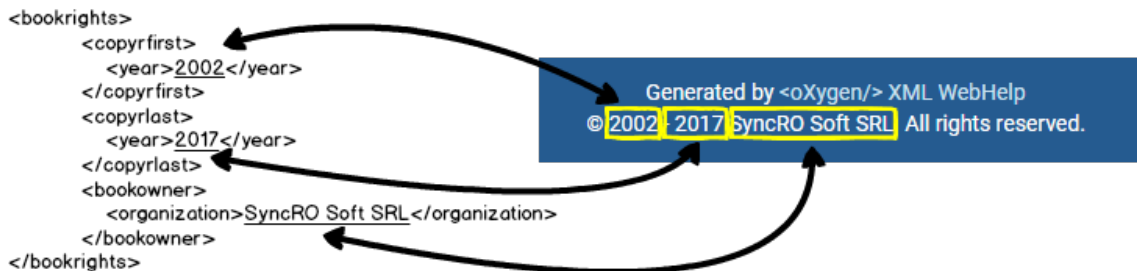 <bookrights>
<copyrfirst>
<year>2002</year>
</copyrfirst>
<copyrlast>
<year>2017</year>
</copyrlast>
<bookowner>
<organization>SyncRO Soft SRL</organization>
</bookowner>
</bookrights>
Generated by <oXygen/> XML WebHelp
© 2002 - 2017 SyncRO Soft SRL. All rights reserved.